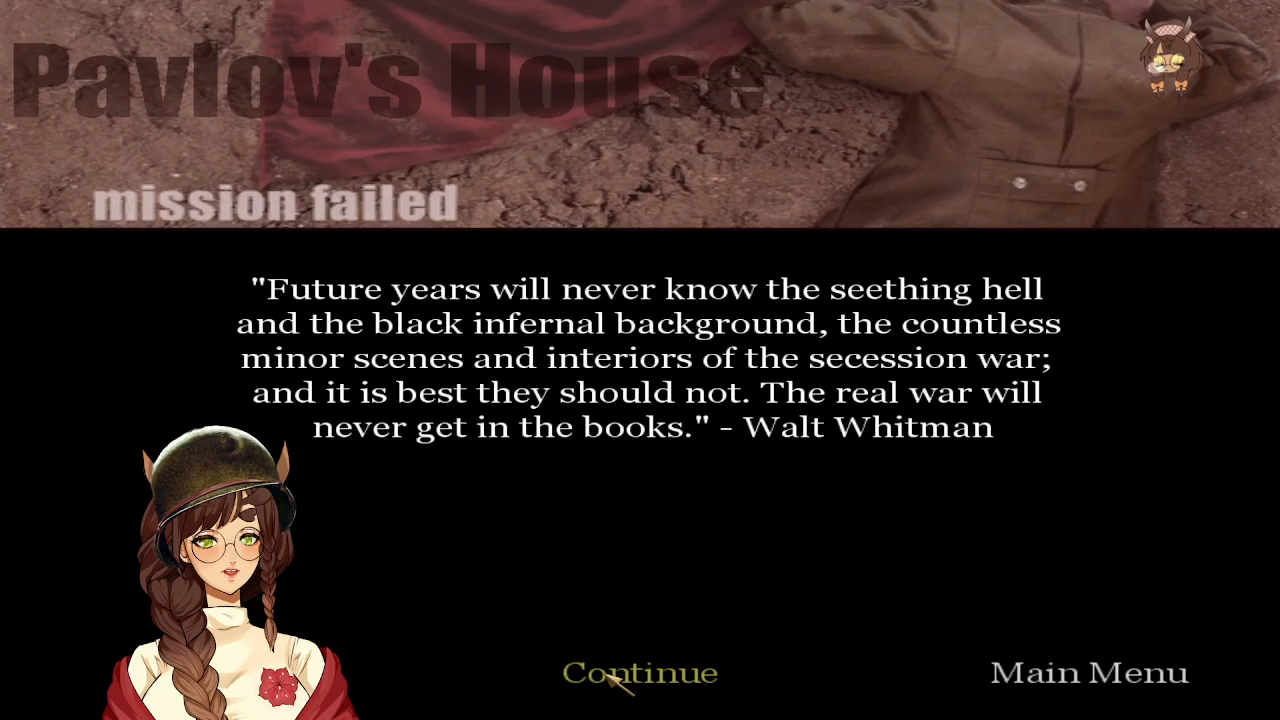 Pavlov's House
mission failed
"Future years will never know the seething hell
and the black infernal background, the countless
minor scenes and interiors of the secession war;
and it is best they should not. The real war will
never get in the books." - Walt Whitman
Continue
Main Menu